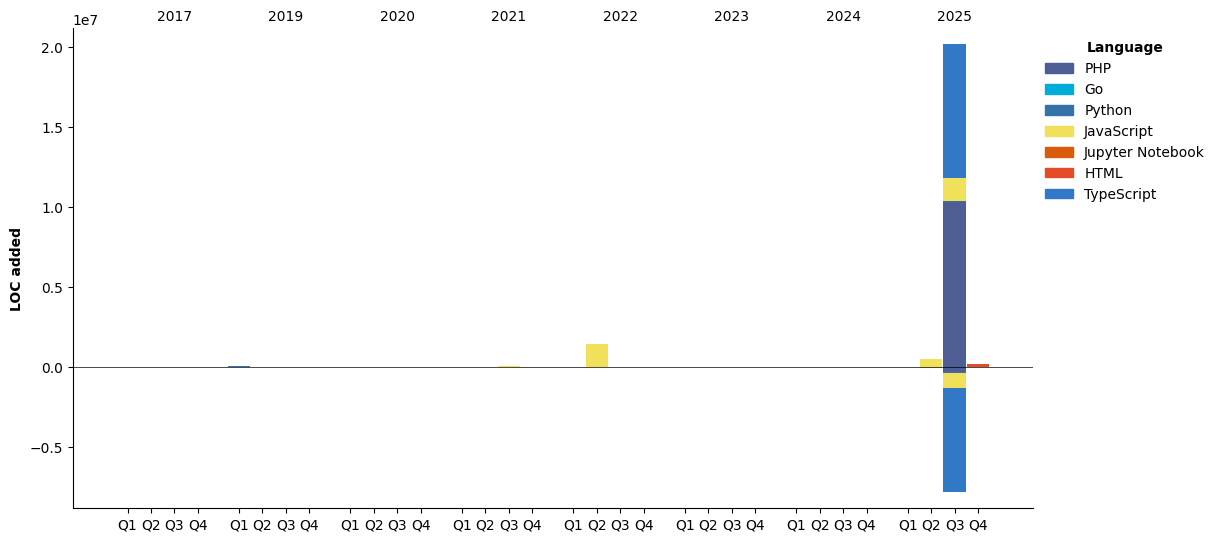 2017 2019 2020 2021 2022 2023 2024 2025
1e7
2.0
1.5
1.0
0.5
0.0
−0.5
LOC added
Q1 Q2 Q3 Q4 Q1 Q2 Q3 Q4 Q1 Q2 Q3 Q4 Q1 Q2 Q3 Q4 Q1 Q2 Q3 Q4 Q1 Q2 Q3 Q4 Q1 Q2 Q3 Q4 Q1 Q2 Q3 Q4
Language
PHP
Go
Python
JavaScript
Jupyter Notebook
HTML
TypeScript